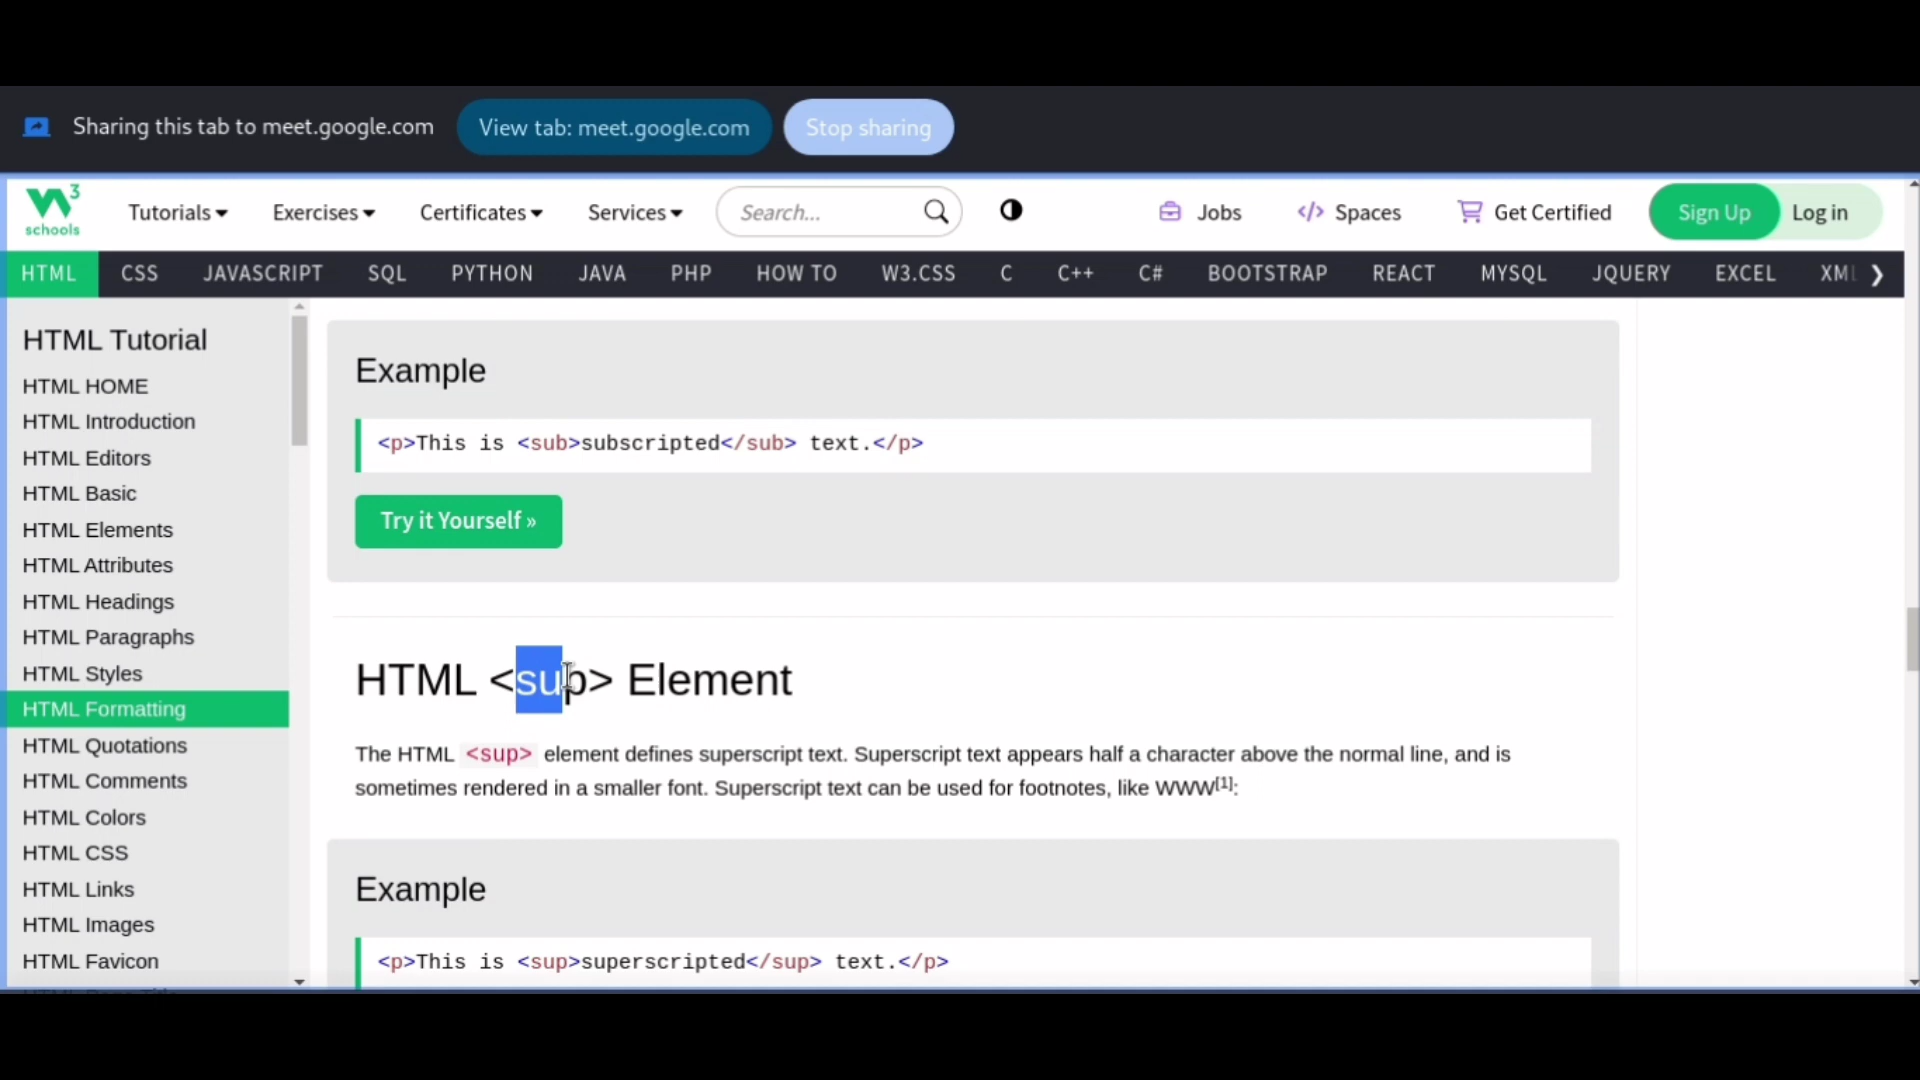 Sharing this tab to meet.google.com View tab: meet.google.com Stop sharing
W3 schools
Tutorials Exercises Certificates Services Search... Jobs </> Spaces Get Certified Sign Up Log in
HTML CSS JAVASCRIPT SQL PYTHON JAVA PHP HOW TO W3.CSS C C++ C# BOOTSTRAP REACT MYSQL JQUERY EXCEL XML ❯
HTML Tutorial
HTML HOME
HTML Introduction
HTML Editors
HTML Basic
HTML Elements
HTML Attributes
HTML Headings
HTML Paragraphs
HTML Styles
HTML Formatting
HTML Quotations
HTML Comments
HTML Colors
HTML CSS
HTML Links
HTML Images
HTML Favicon
Example
<p>This is <sub>subscripted</sub> text.</p>
Try it Yourself »
HTML <sup> Element
The HTML <sup> element defines superscript text. Superscript text appears half a character above the normal line, and is
sometimes rendered in a smaller font. Superscript text can be used for footnotes, like WWW[1]:
Example
<p>This is <sup>superscripted</sup> text.</p>